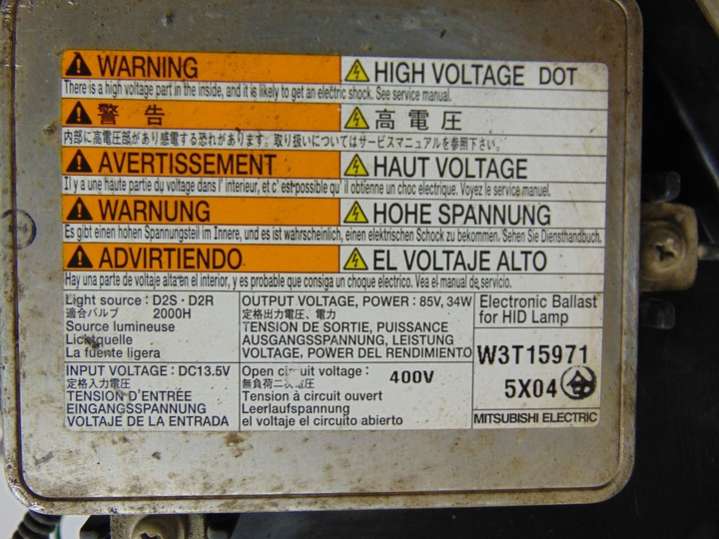 WARNING
HIGH VOLTAGE DOT
There is a high voltage part in the inside, and it is likely to get an electric shock. See service manual.
警告
高電圧
内部に高電圧部があり感電する恐れがあります。取り扱いについてはサービスマニュアルを参照下さい。
AVERTISSEMENT
HAUT VOLTAGE
Il y a une haute partie du voltage dans l' interieur, et c' est possible qu' il obtienne un choc electrique. Voyez le service manuel.
WARNUNG
HOHE SPANNUNG
Es gibt einen hohen Spannungsteil im Innere, und es ist wahrscheinlich, einen elektrischen Schock zu bekommen. Sehen Sie Diensthandbuch.
ADVIRTIENDO
EL VOLTAJE ALTO
Hay una parte de voltaje alta en el interior, y es probable que consiga un choque electrico. Vea el manual de servicio.
Light source : D2S · D2R
適合バルブ 2000H
Source lumineuse
Lichtquelle
La fuente ligera
OUTPUT VOLTAGE, POWER : 85V, 34W
定格出力電圧、電力
TENSION DE SORTIE, PUISSANCE
AUSGANGSSPANNUNG, LEISTUNG
VOLTAGE, POWER DEL RENDIMIENTO
Electronic Ballast
for HID Lamp
W3T15971
5X04
MITSUBISHI ELECTRIC
INPUT VOLTAGE : DC13.5V
定格入力電圧
TENSION D'ENTRÉE
EINGANGSSPANNUNG
VOLTAJE DE LA ENTRADA
Open circuit voltage : 400V
無負荷二次電圧
Tension à circuit ouvert
Leerlaufspannung
el voltaje el circuito abierto